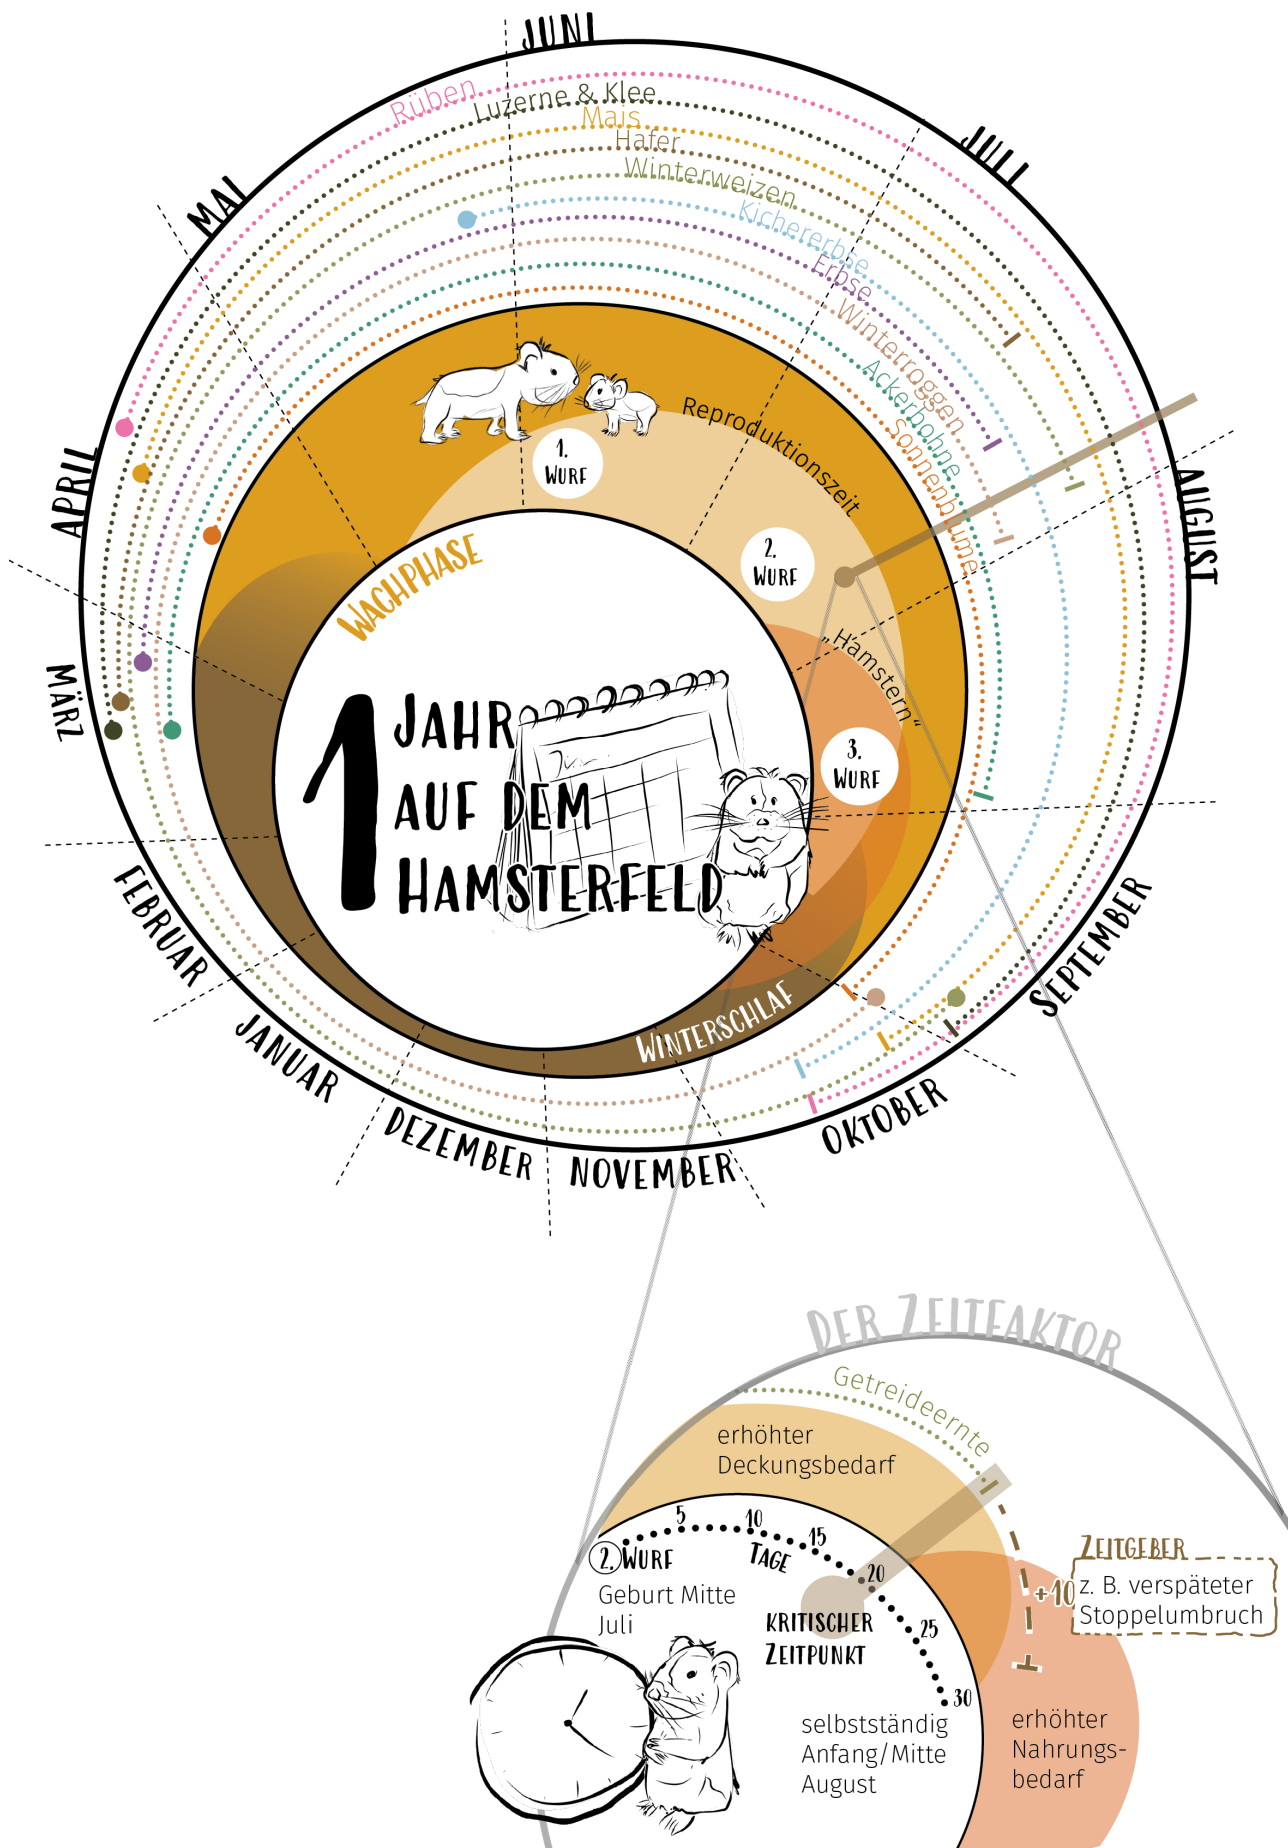 JUNI
JULI
MAI
AUGUST
APRIL
MÄRZ
SEPTEMBER
FEBRUAR
OKTOBER
JANUAR
DEZEMBER
NOVEMBER
Rüben
Luzerne & Klee
Mais
Hafer
Winterweizen
Kichererbse
Erbse
Winterroggen
Ackerbohne
Sonnenblume
Reproduktionszeit
1.
WURF
2.
WURF
WACHPHASE
„Hamstern“
3.
WURF
1 JAHR
AUF DEM
HAMSTERFELD
WINTERSCHLAF
DER ZEITFAKTOR
Getreideernte
erhöhter
Deckungsbedarf
5
10
15
20
25
30
TAGE
2. WURF
Geburt Mitte
Juli
KRITISCHER
ZEITPUNKT
ZEITGEBER
+10
z. B. verspäteter
Stoppelumbruch
selbstständig
Anfang/Mitte
August
erhöhter
Nahrungs-
bedarf